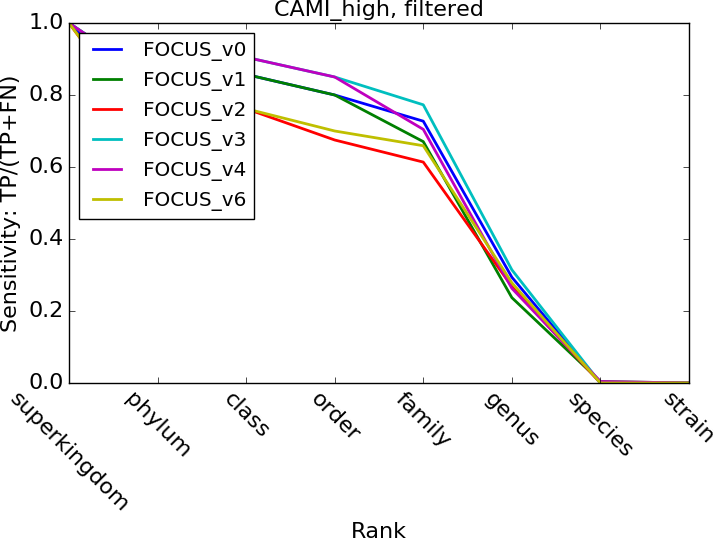 CAMI_high, filtered
Sensitivity: TP/(TP+FN)
1.0
0.8
0.6
0.4
0.2
0.0
FOCUS_v0
FOCUS_v1
FOCUS_v2
FOCUS_v3
FOCUS_v4
FOCUS_v6
superkingdom
phylum
class
order
family
genus
species
strain
Rank